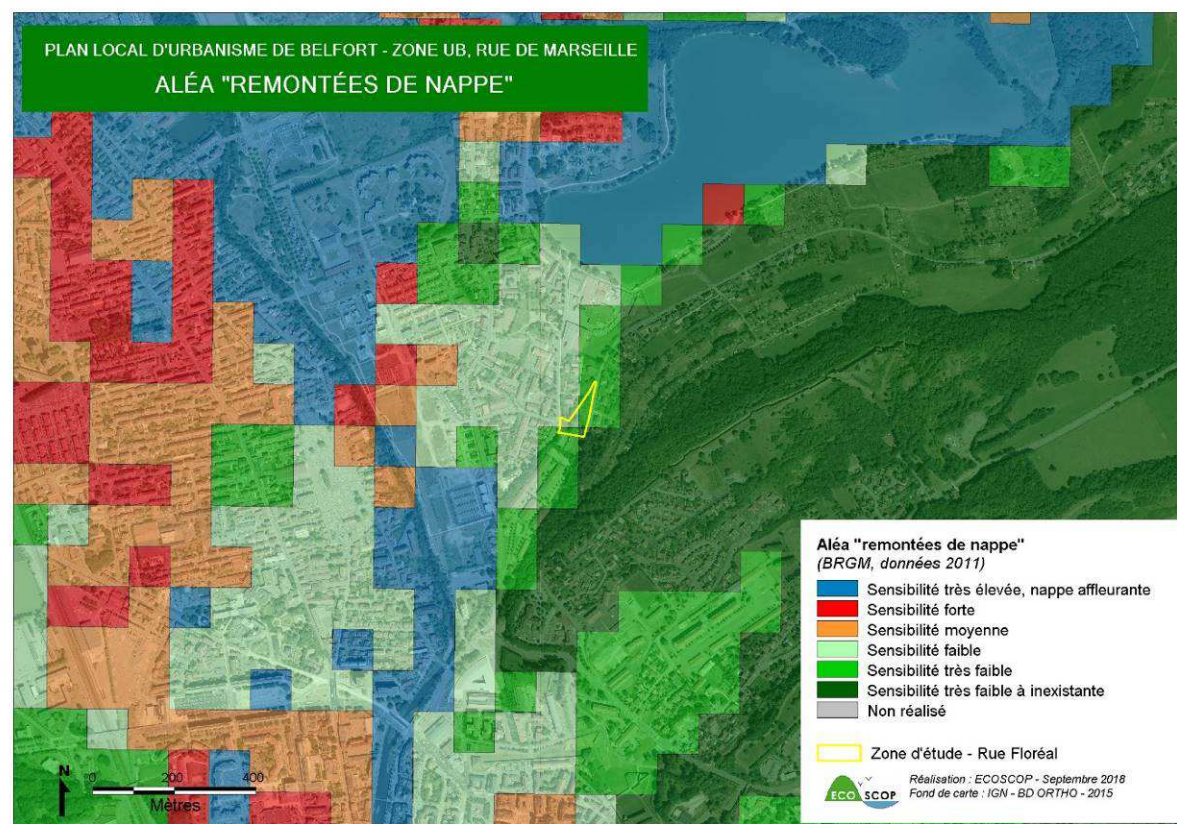 PLAN LOCAL D'URBANISME DE BELFORT - ZONE UB, RUE DE MARSEILLE
ALÉA "REMONTÉES DE NAPPE"
Aléa "remontées de nappe"
(BRGM, données 2011)
Sensibilité très élevée, nappe affleurante
Sensibilité forte
Sensibilité moyenne
Sensibilité faible
Sensibilité très faible
Sensibilité très faible à inexistante
Non réalisé
Zone d'étude - Rue Floréal
Réalisation : ECOSCOP - Septembre 2018
Fond de carte : IGN - BD ORTHO - 2015
ECO SCOP
N
0 200 400
Mètres